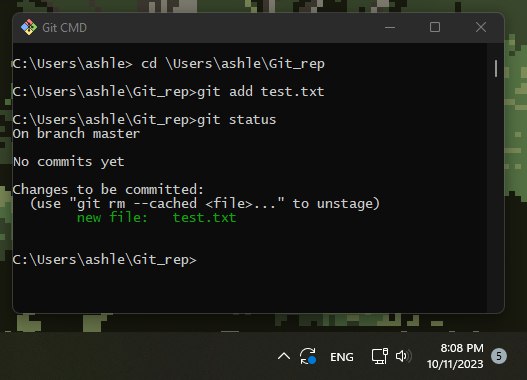 Git CMD
C:\Users\ashle> cd \Users\ashle\Git_rep
C:\Users\ashle\Git_rep>git add test.txt
C:\Users\ashle\Git_rep>git status
On branch master
No commits yet
Changes to be committed:
(use "git rm --cached <file>..." to unstage)
new file: test.txt
C:\Users\ashle\Git_rep>
ENG
8:08 PM
10/11/2023
5